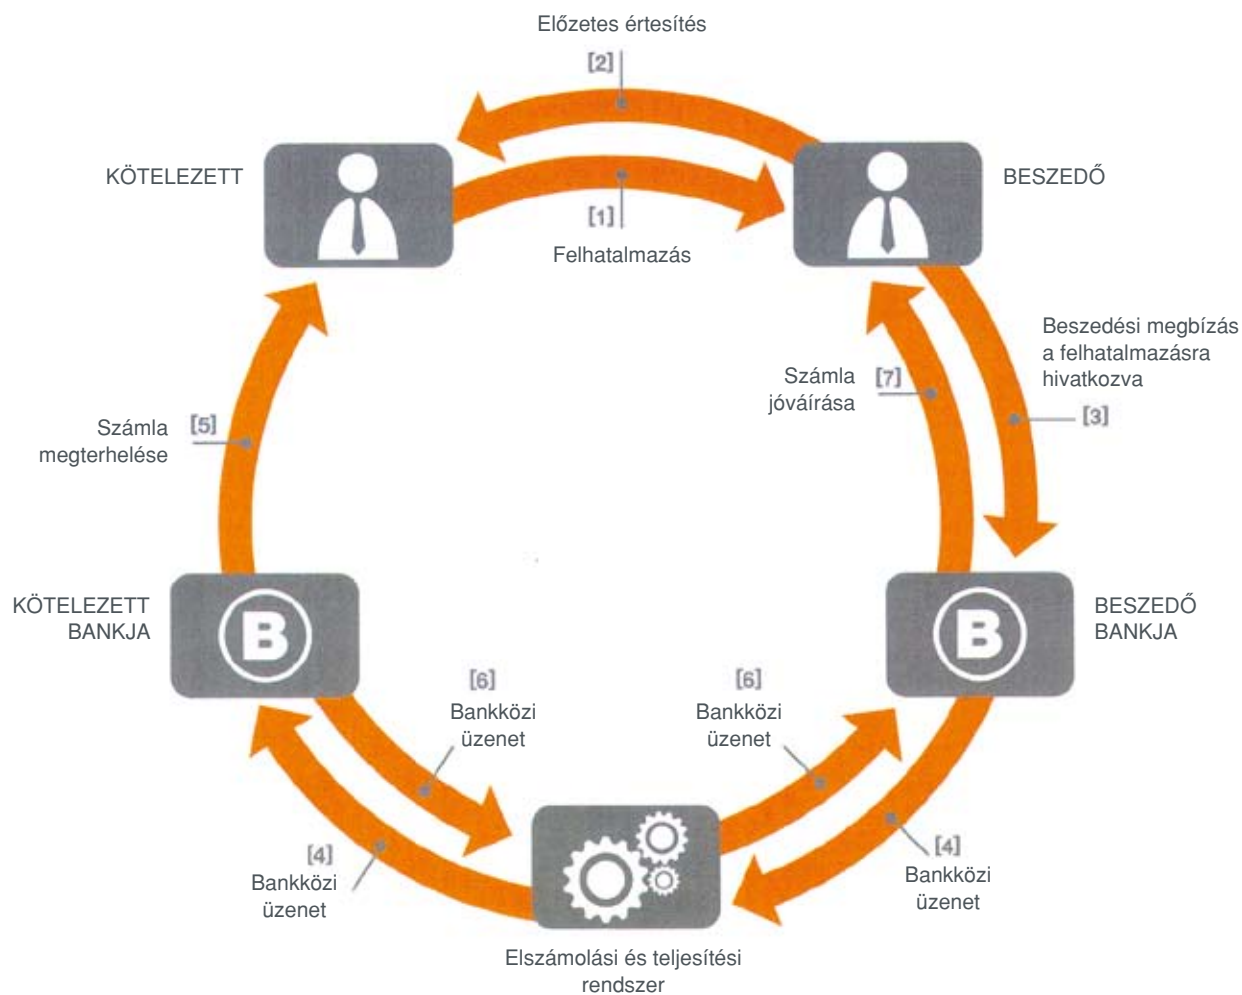 Előzetes értesítés
[2]
KÖTELEZETT
BESZEDŐ
[1]
Felhatalmazás
Beszedési megbízás
a felhatalmazásra
hivatkozva
[3]
Számla
jóváírása
[7]
Számla
megterhelése
[5]
KÖTELEZETT
BANKJA
B
B
BESZEDŐ
BANKJA
[6]
Bankközi
üzenet
[6]
Bankközi
üzenet
[4]
Bankközi
üzenet
[4]
Bankközi
üzenet
Elszámolási és teljesítési
rendszer